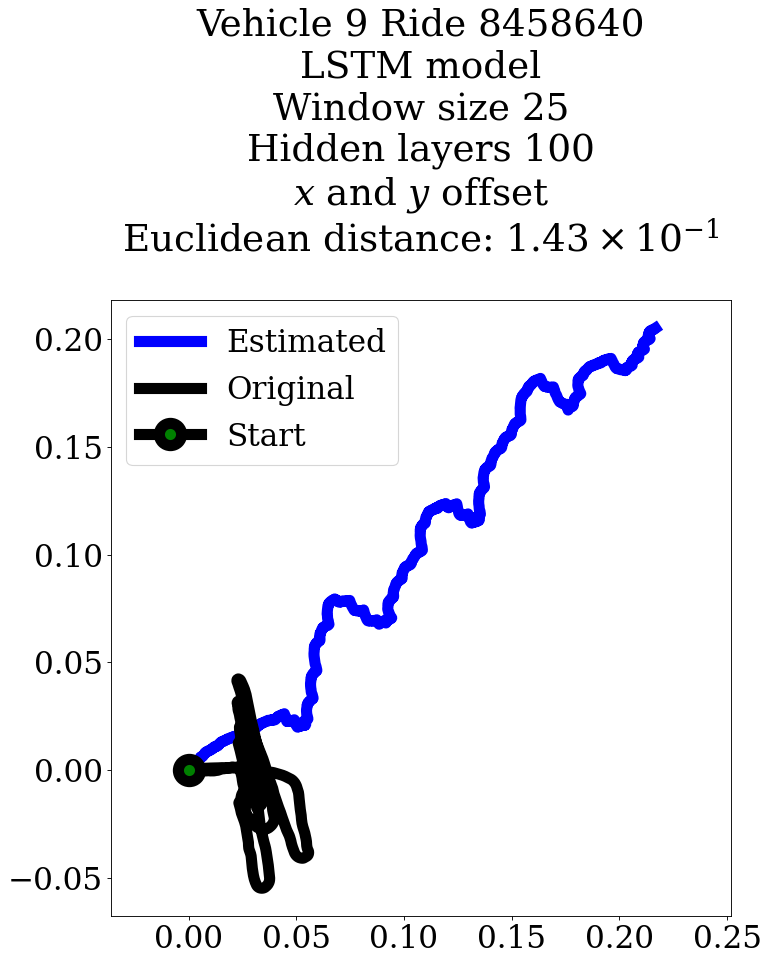 Vehicle 9 Ride 8458640
LSTM model
Window size 25
Hidden layers 100
x and y offset
Euclidean distance: 1.43 × 10⁻¹
Estimated
Original
Start
0.20
0.15
0.10
0.05
0.00
−0.05
0.00 0.05 0.10 0.15 0.20 0.25